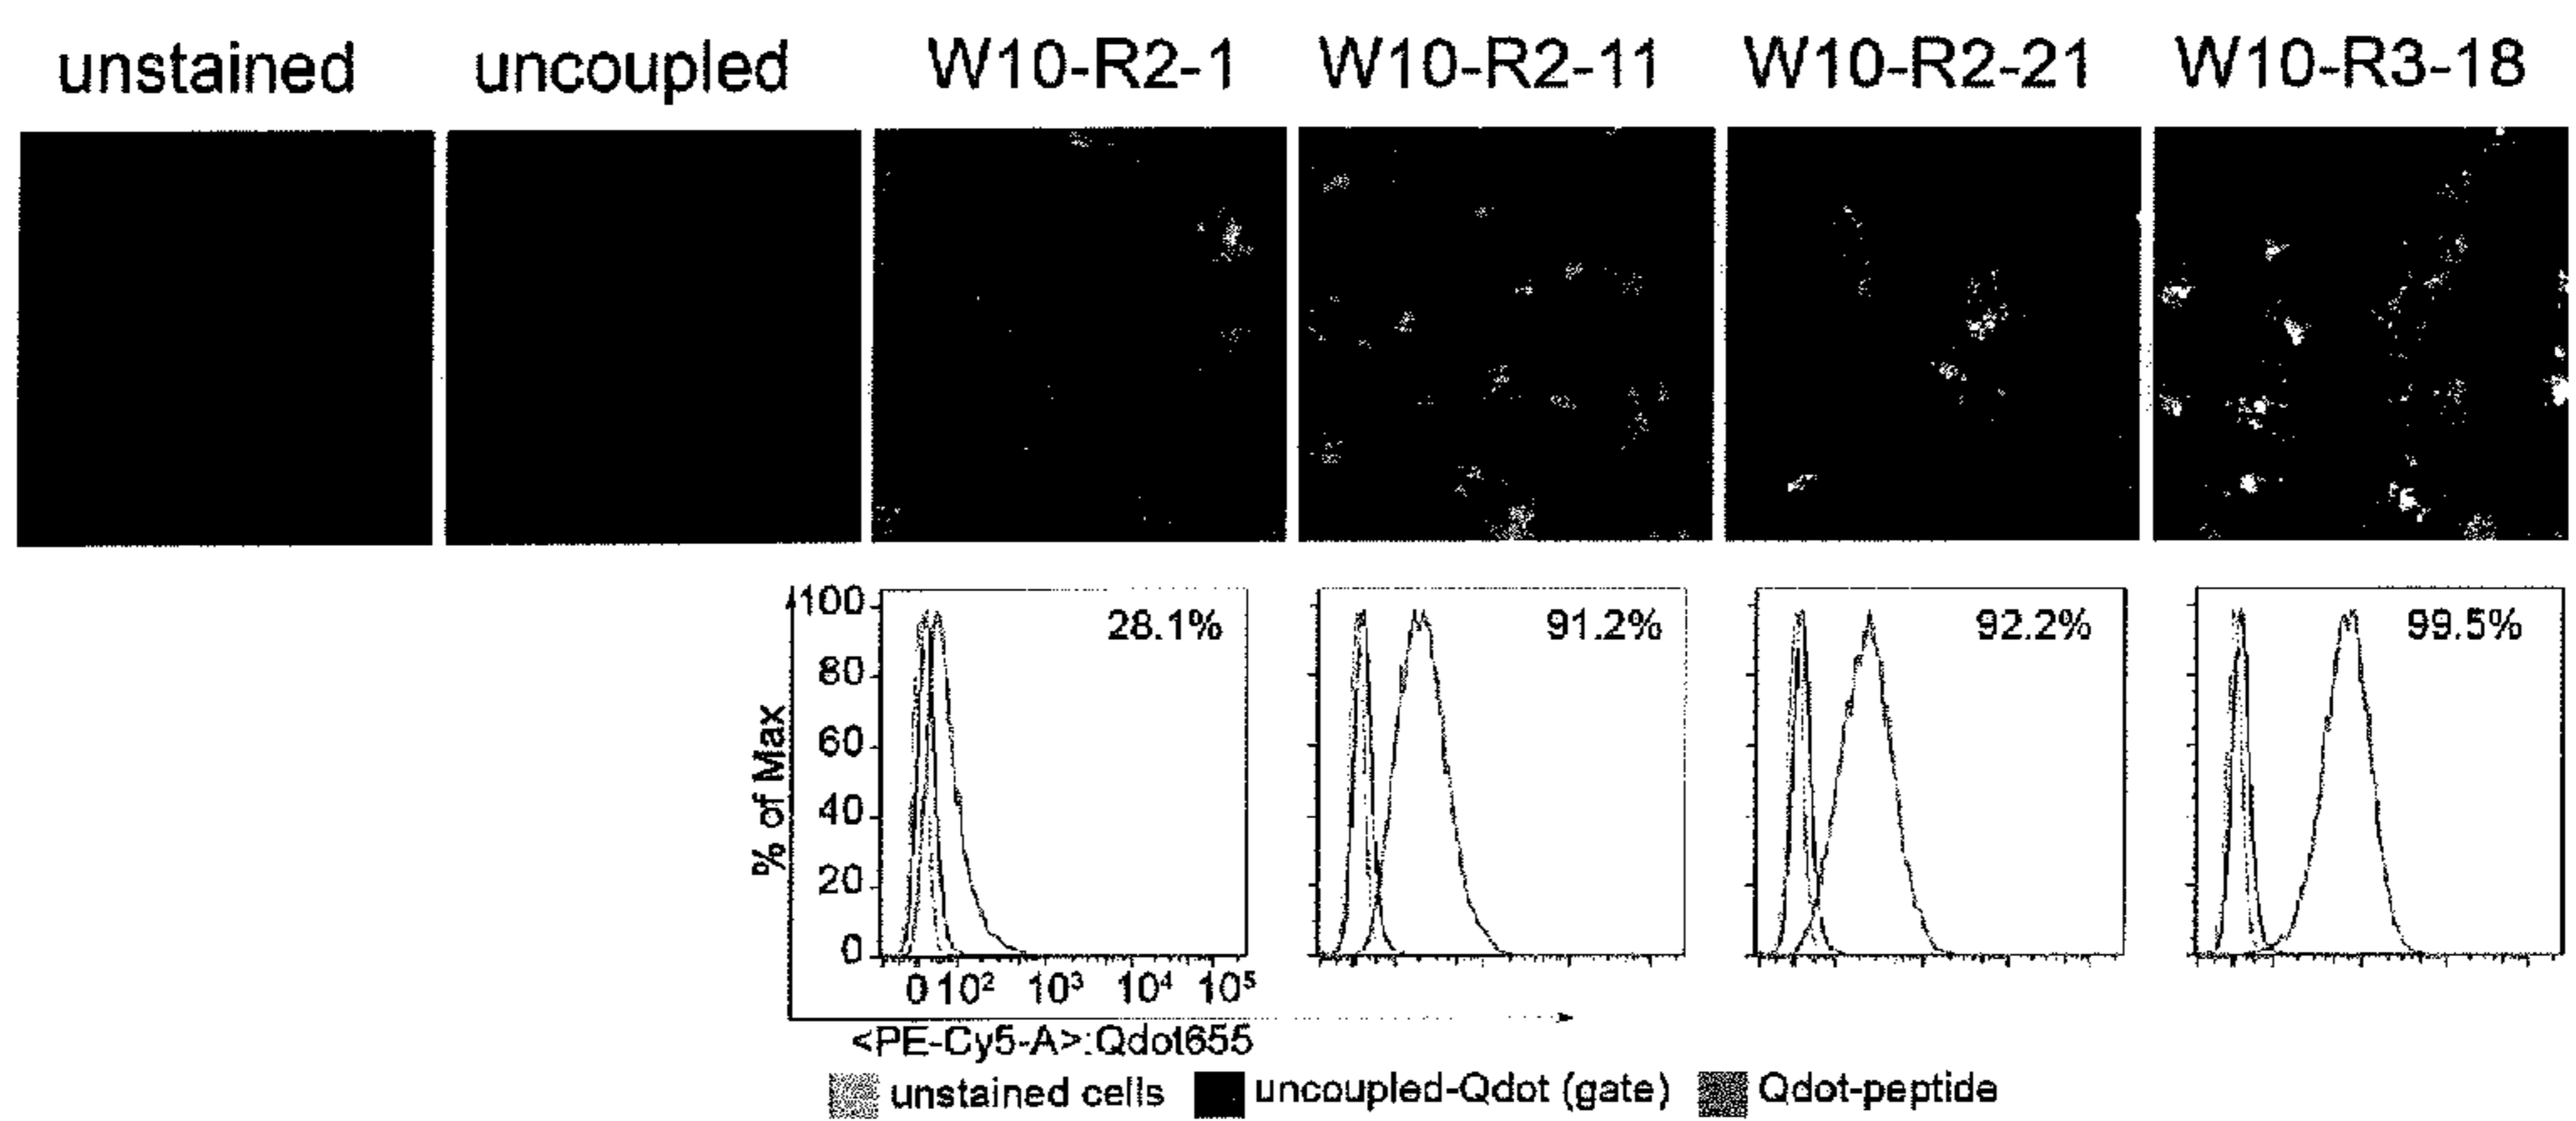 unstained uncoupled W10-R2-1 W10-R2-11 W10-R2-21 W10-R3-18
28.1% 91.2% 92.2% 99.5%
100
80
60
40
20
0
% of Max
0 10² 10³ 10⁴ 10⁵
<PE-Cy5-A>:Qdot655
unstained cells uncoupled-Qdot (gate) Qdot-peptide